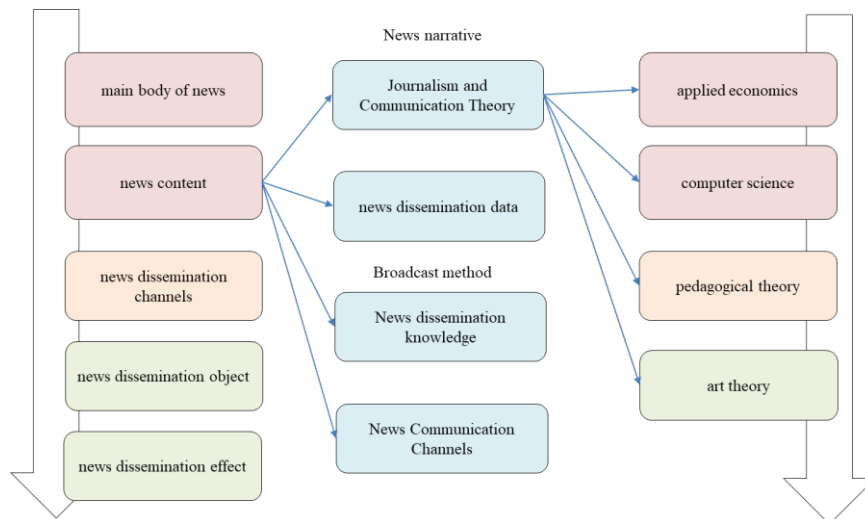 main body of news
news content
news dissemination
channels
news dissemination object
news dissemination effect
News narrative
Journalism and
Communication Theory
news dissemination data
Broadcast method
News dissemination
knowledge
News Communication
Channels
applied economics
computer science
pedagogical theory
art theory